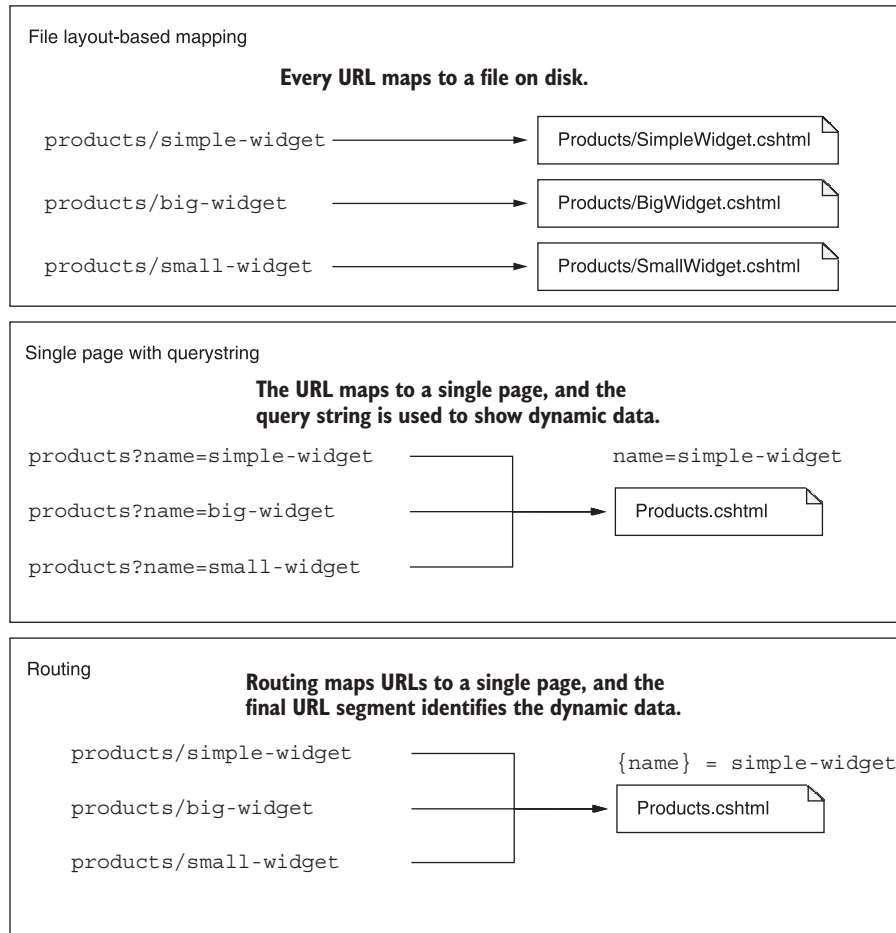 File layout-based mapping
Every URL maps to a file on disk.
products/simple-widget
Products/SimpleWidget.cshtml
products/big-widget
Products/BigWidget.cshtml
products/small-widget
Products/SmallWidget.cshtml
Single page with querystring
The URL maps to a single page, and the
query string is used to show dynamic data.
products?name=simple-widget
name=simple-widget
products?name=big-widget
Products.cshtml
products?name=small-widget
Routing
Routing maps URLs to a single page, and the
final URL segment identifies the dynamic data.
products/simple-widget
{name} = simple-widget
products/big-widget
Products.cshtml
products/small-widget